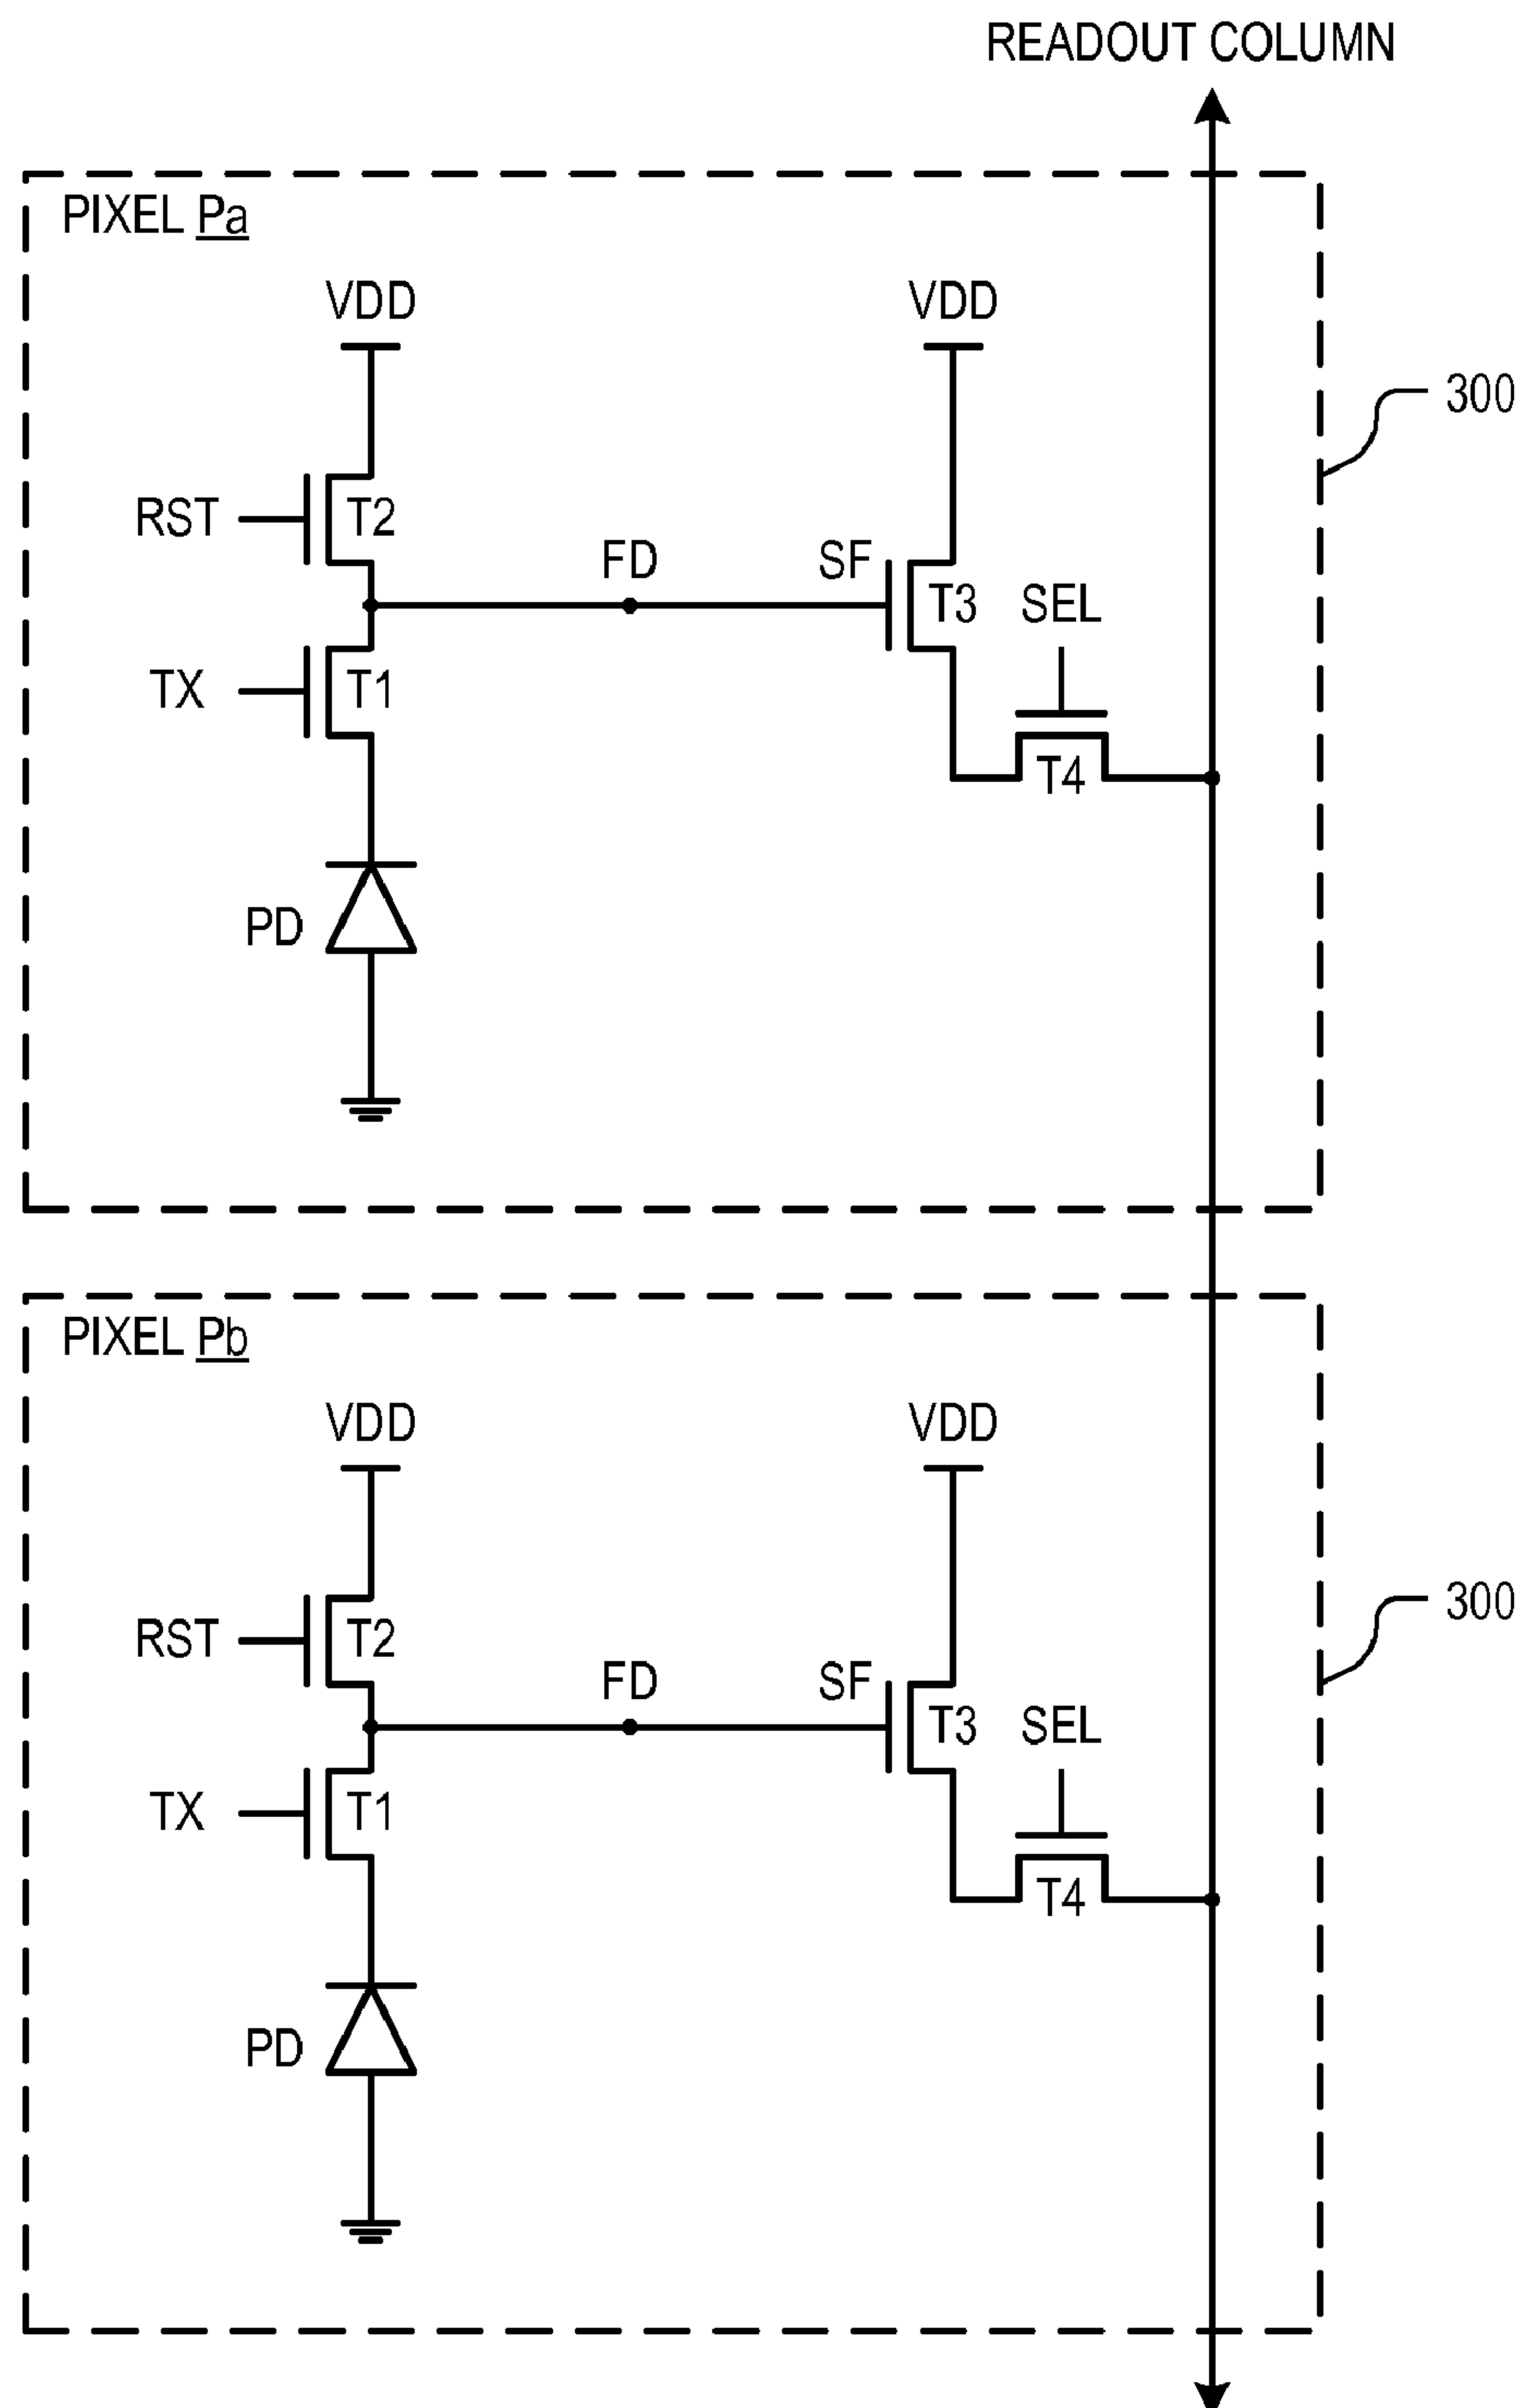 READOUT COLUMN
PIXEL Pa
VDD
VDD
300
RST
T2
FD
SF
T3
SEL
TX
T1
T4
PD
PIXEL Pb
VDD
VDD
300
RST
T2
FD
SF
T3
SEL
TX
T1
T4
PD